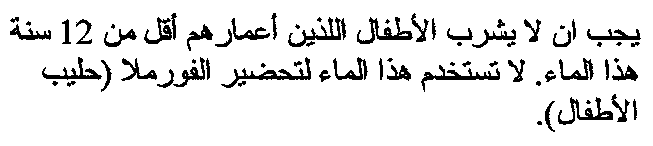 يجب ان لا يشرب الأطفال اللذين أعمارهم أقل من 12 سنة
هذا الماء. لا تستخدم هذا الماء لتحضير الفورملا (حليب
الأطفال).